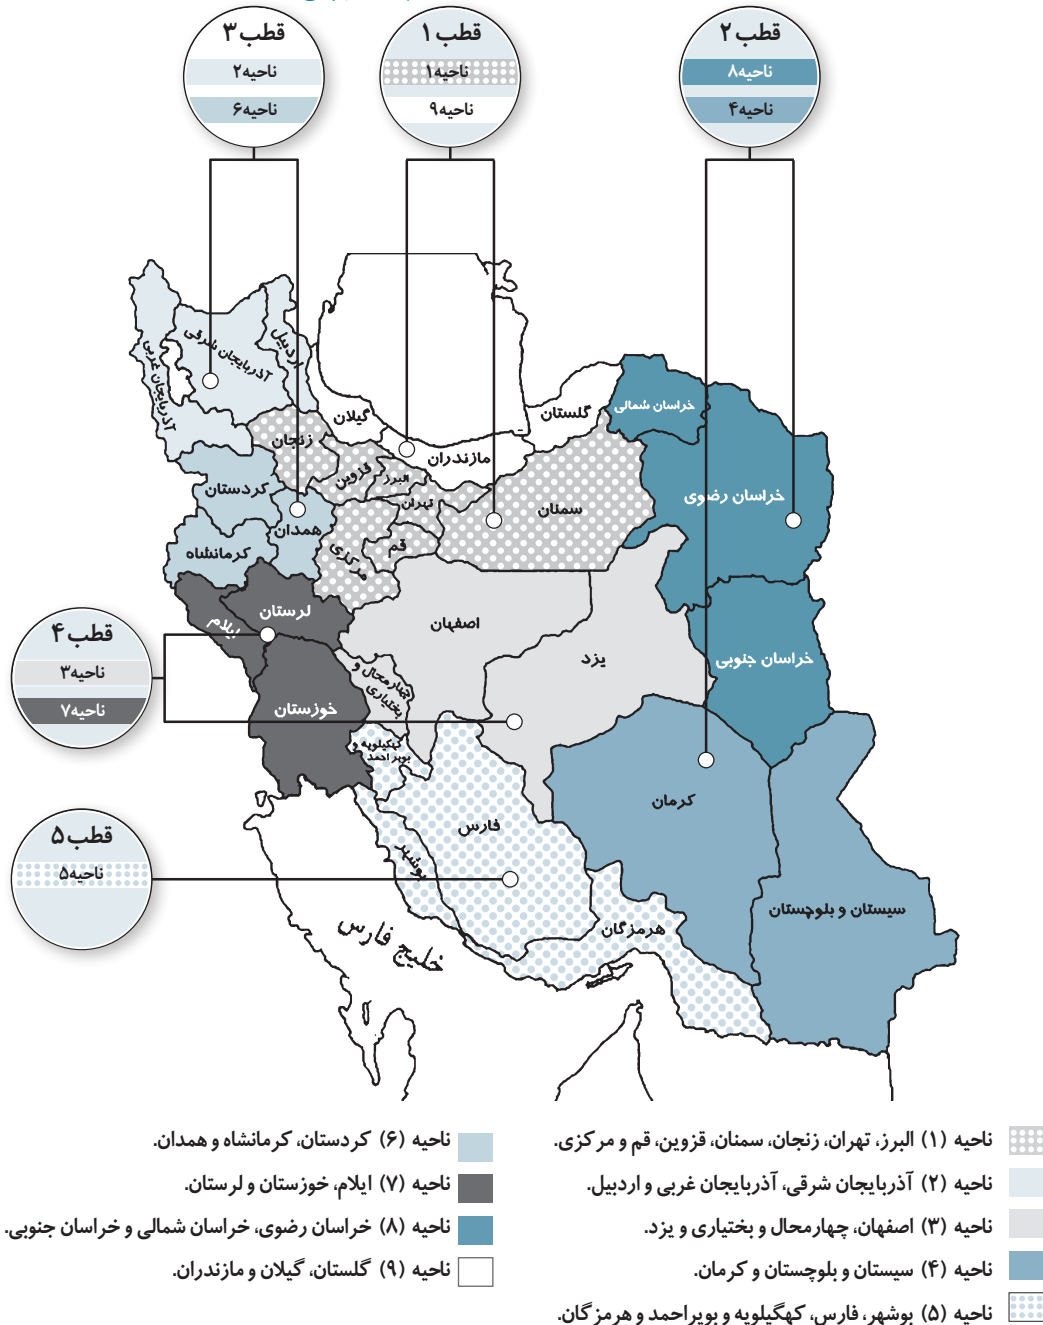 قطب ۳
ناحیه۲
ناحیه۶
قطب ۱
ناحیه۱
ناحیه۹
قطب ۲
ناحیه۸
ناحیه۴
آذربایجان غربی
آذربایجان شرقی
اردبیل
گیلان
مازندران
گلستان
خراسان شمالی
زنجان
قزوین
البرز
تهران
سمنان
خراسان رضوی
کردستان
همدان
قم
مرکزی
کرمانشاه
لرستان
ایلام
اصفهان
یزد
خراسان جنوبی
قطب ۴
ناحیه۳
ناحیه۷
چهارمحال و
بختیاری
خوزستان
کهکیلویه و
بویر احمد
کرمان
قطب ۵
ناحیه۵
فارس
بوشهر
هرمزگان
سیستان و بلوچستان
خلیج فارس
ناحیه (۱) البرز، تهران، زنجان، سمنان، قزوین، قم و مرکزی.
ناحیه (۲) آذربایجان شرقی، آذربایجان غربی و اردبیل.
ناحیه (۳) اصفهان، چهارمحال و بختیاری و یزد.
ناحیه (۴) سیستان و بلوچستان و کرمان.
ناحیه (۵) بوشهر، فارس، کهگیلویه و بویراحمد و هرمزگان.
ناحیه (۶) کردستان، کرمانشاه و همدان.
ناحیه (۷) ایلام، خوزستان و لرستان.
ناحیه (۸) خراسان رضوی، خراسان شمالی و خراسان جنوبی.
ناحیه (۹) گلستان، گیلان و مازندران.